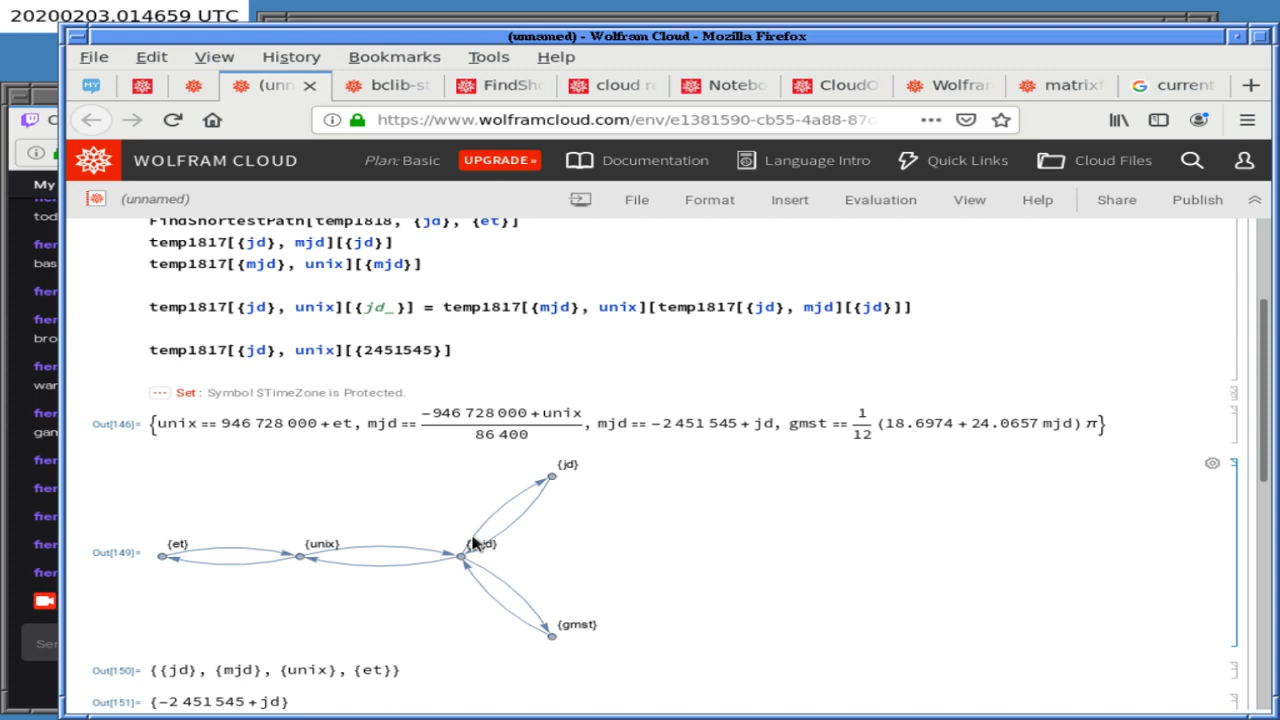 20200203.014659 UTC
(unnamed) - Wolfram Cloud - Mozilla Firefox
File Edit View History Bookmarks Tools Help
(unn bclib-st FindSho cloud re Notebo CloudO Wolfran matrixf current
https://www.wolframcloud.com/env/e1381590-cb55-4a88-87c
WOLFRAM CLOUD Plan: Basic UPGRADE » Documentation Language Intro Quick Links Cloud Files
My
(unnamed) File Format Insert Evaluation View Help Share Publish
FindShortestPath[temp1818, {jd}, {et}]
temp1817[{jd}, mjd][{jd}]
temp1817[{mjd}, unix][{mjd}]
temp1817[{jd}, unix][{jd_}] = temp1817[{mjd}, unix][temp1817[{jd}, mjd][{jd}]]
temp1817[{jd}, unix][{2451545}]
Set : Symbol $TimeZone is Protected.
Out[146]= {unix == 946 728 000 + et, mjd == (-946 728 000 + unix)/86 400, mjd == -2 451 545 + jd, gmst == 1/12 (18.6974 + 24.0657 mjd) π}
{jd}
Out[149]= {et} {unix}
{gmst}
Out[150]= {{jd}, {mjd}, {unix}, {et}}
Out[151]= {-2 451 545 + jd}